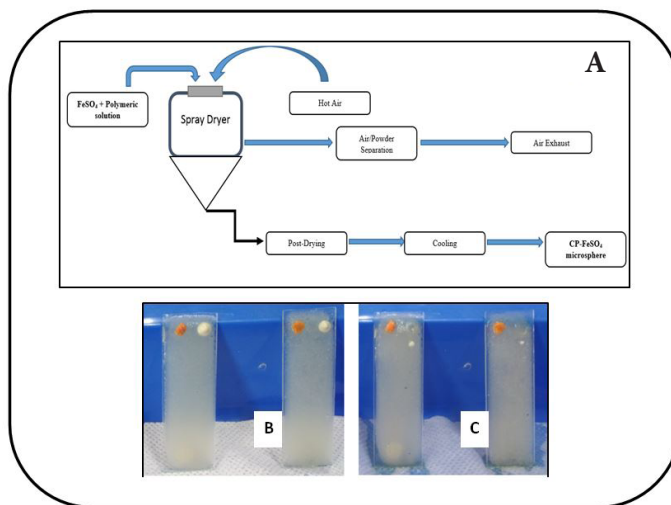 A
FeSO₄ + Polymeric
solution
Hot Air
Spray Dryer
Air/Powder
Separation
Air Exhaust
Post-Drying
Cooling
CP-FeSO₄
microsphere
B
C